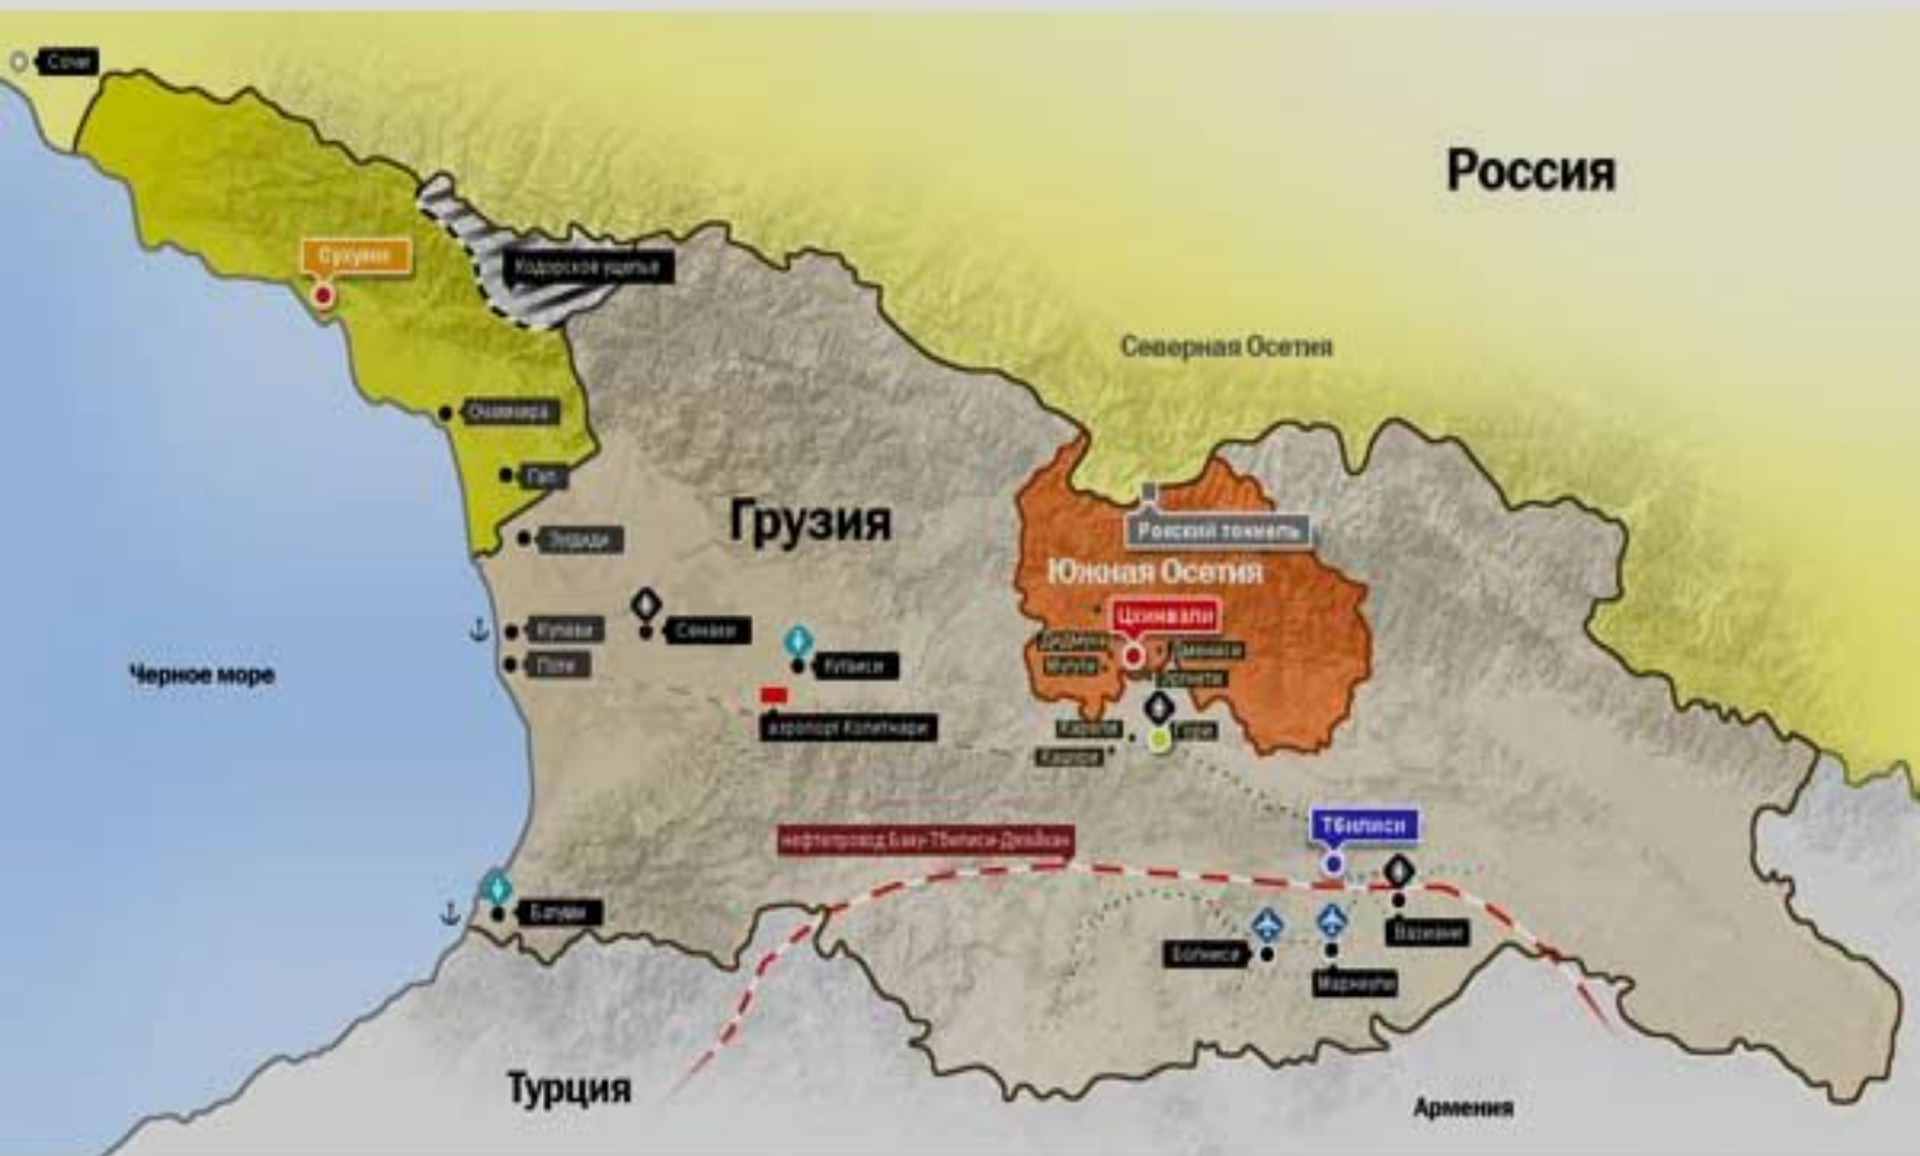 Сочи
Россия
Сухуми
Кодорское ущелье
Северная Осетия
Очамчира
Гали
Грузия
Рокский тоннель
Зугдиди
Южная Осетия
Цхинвали
Кулеви
Сенаки
Поти
Кутаиси
Черное море
аэропорт Копитнари
Гори
Тбилиси
нефтепровод Баку-Тбилиси-Джейхан
Батуми
Вазиани
Болниси
Марнеули
Турция
Армения